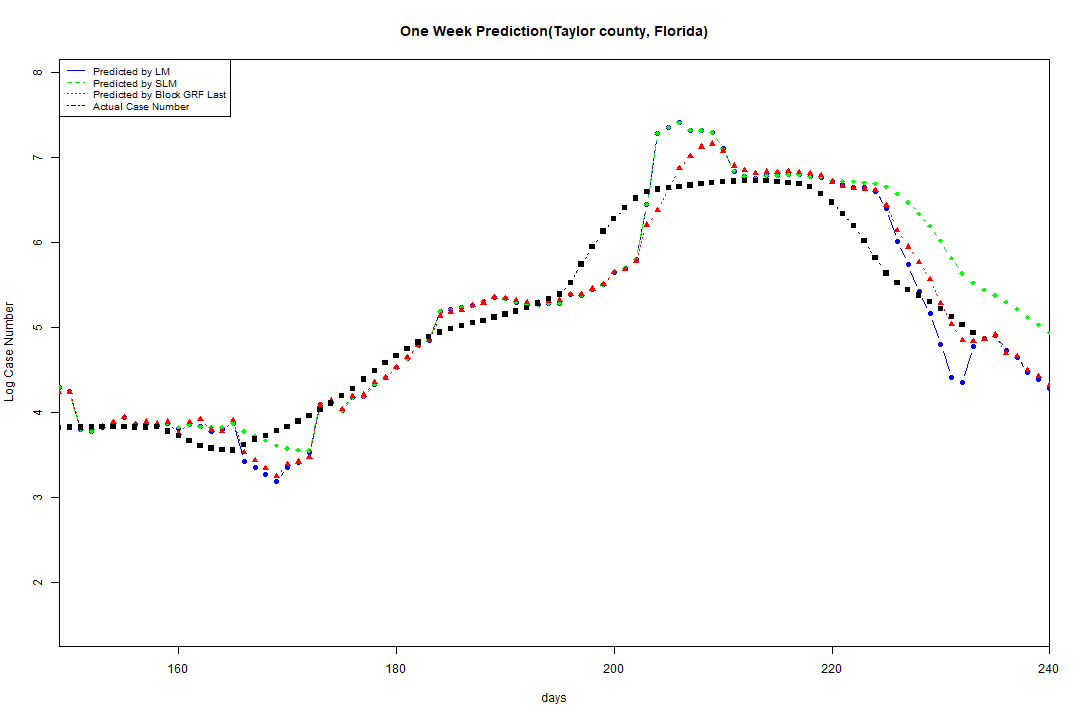 One Week Prediction(Taylor county, Florida)
Predicted by LM
Predicted by SLM
Predicted by Block GRF Last
Actual Case Number
8
7
6
5
4
3
2
Log Case Number
160
180
200
220
240
days